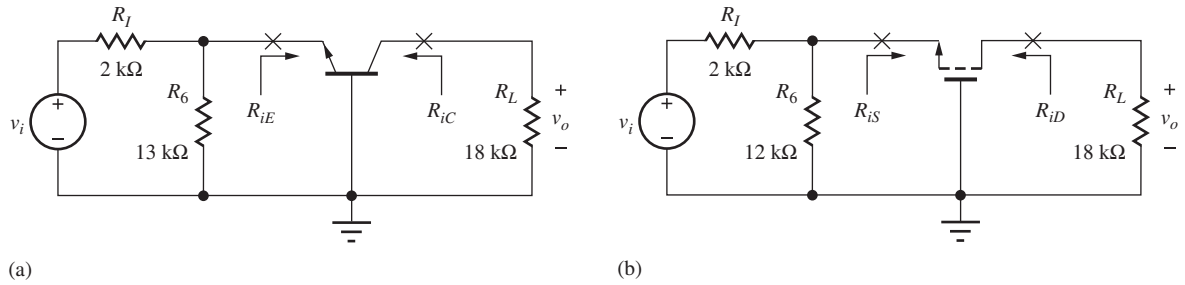 R_I
2 kΩ
+
−
v_i
R_6
13 kΩ
R_iE
R_iC
R_L
18 kΩ
+
v_o
−
(a)
R_I
2 kΩ
+
−
v_i
R_6
12 kΩ
R_iS
R_iD
R_L
18 kΩ
+
v_o
−
(b)